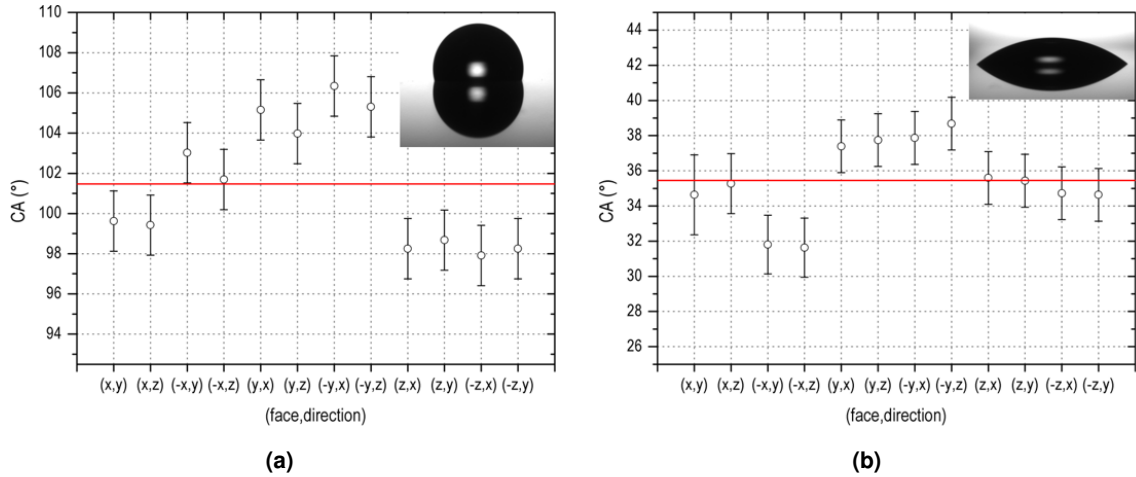 110
108
106
104
102
100
98
96
94
CA (°)
(x,y) (x,z) (-x,y) (-x,z) (y,x) (y,z) (-y,x) (-y,z) (z,x) (z,y) (-z,x) (-z,y)
(face,direction)
(a)
44
42
40
38
36
34
32
30
28
26
CA (°)
(x,y) (x,z) (-x,y) (-x,z) (y,x) (y,z) (-y,x) (-y,z) (z,x) (z,y) (-z,x) (-z,y)
(face,direction)
(b)